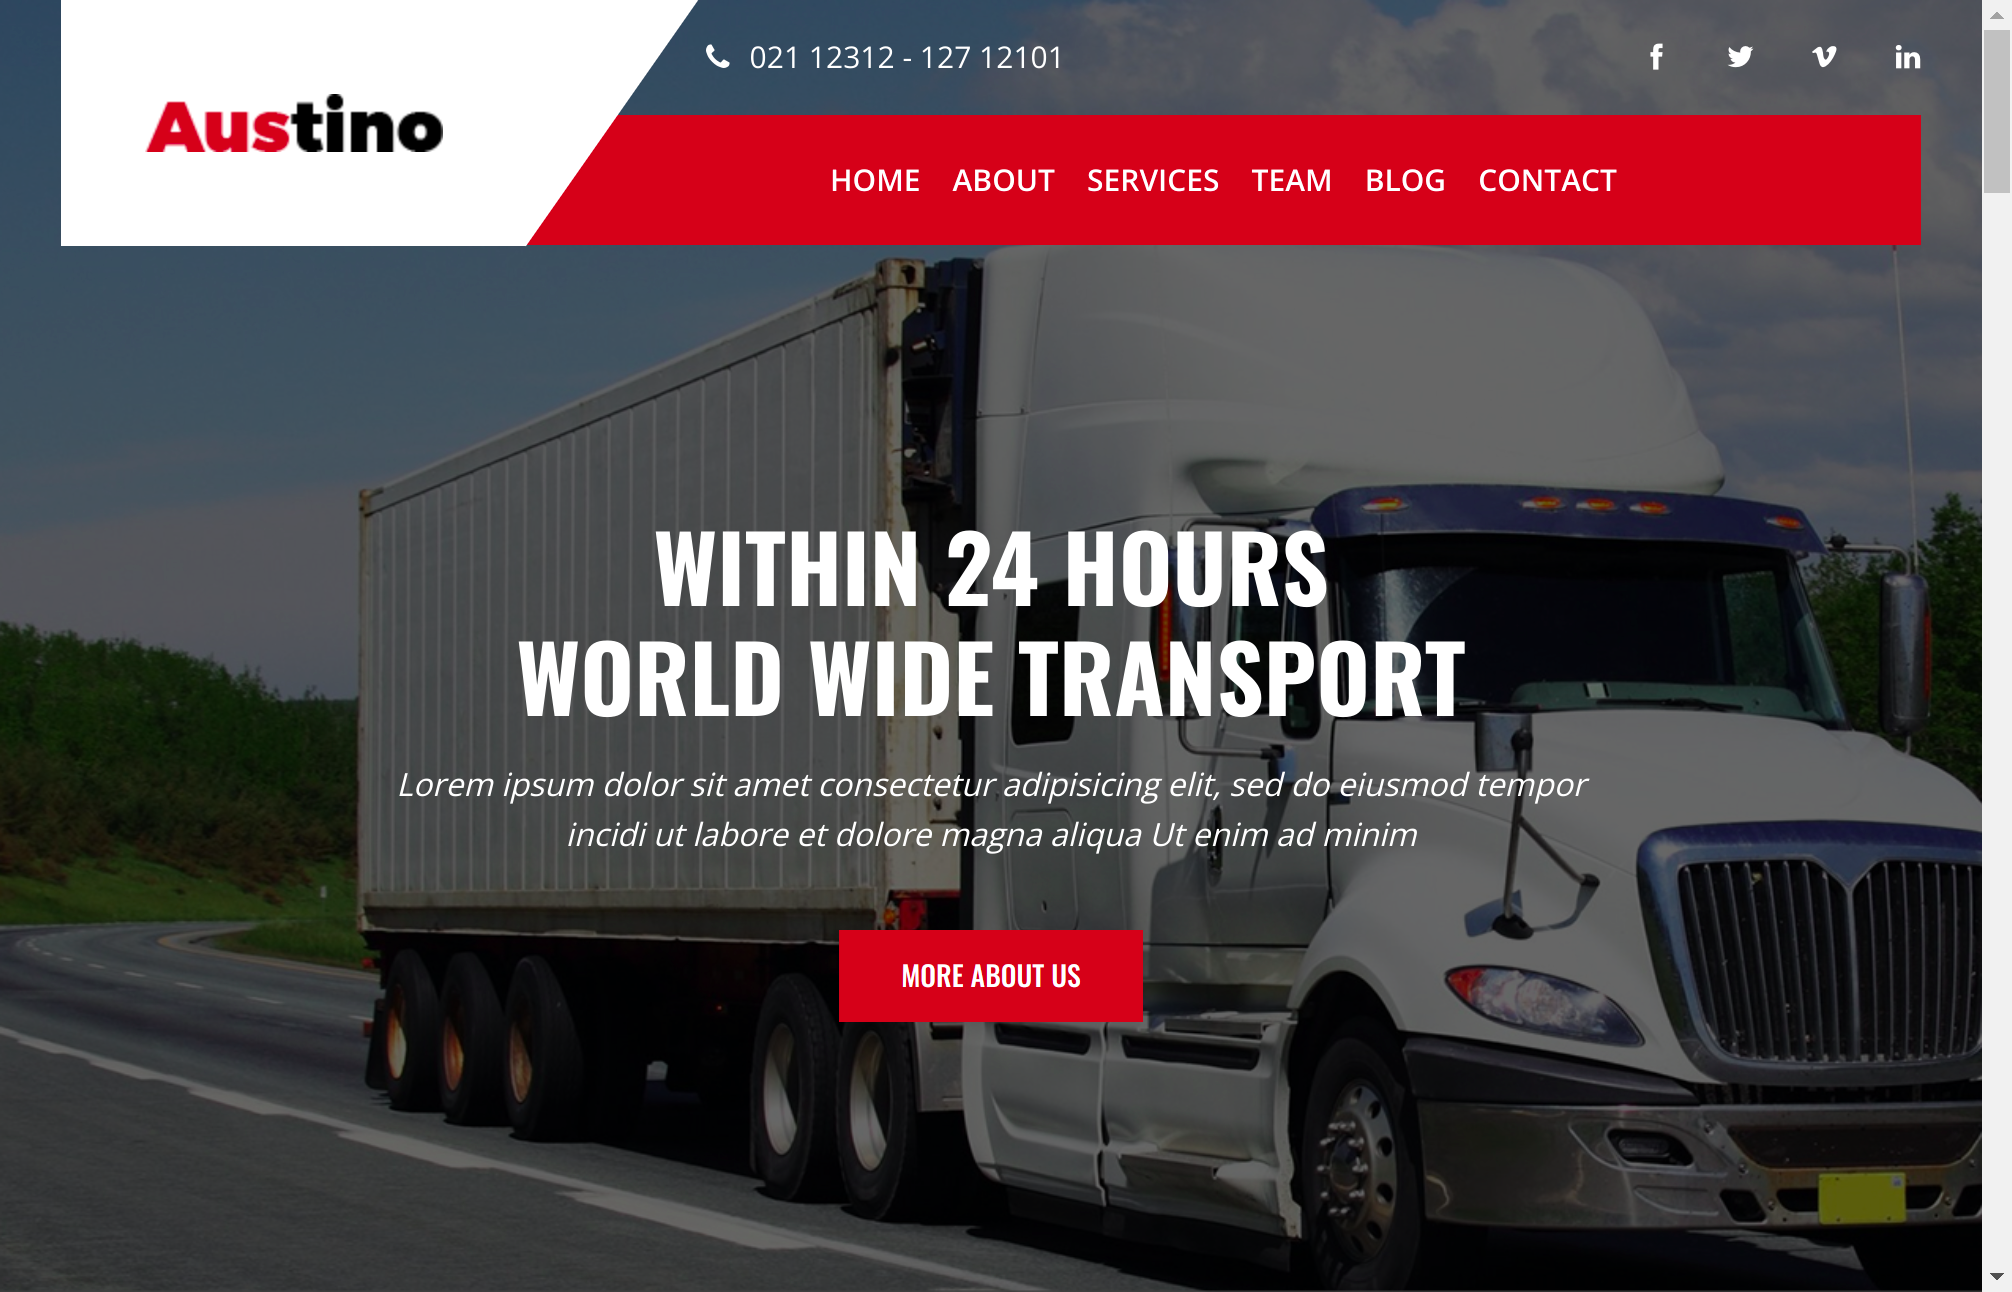 Austino
021 12312 - 127 12101
HOME ABOUT SERVICES TEAM BLOG CONTACT
WITHIN 24 HOURS
WORLD WIDE TRANSPORT
Lorem ipsum dolor sit amet consectetur adipisicing elit, sed do eiusmod tempor
incidi ut labore et dolore magna aliqua Ut enim ad minim
MORE ABOUT US